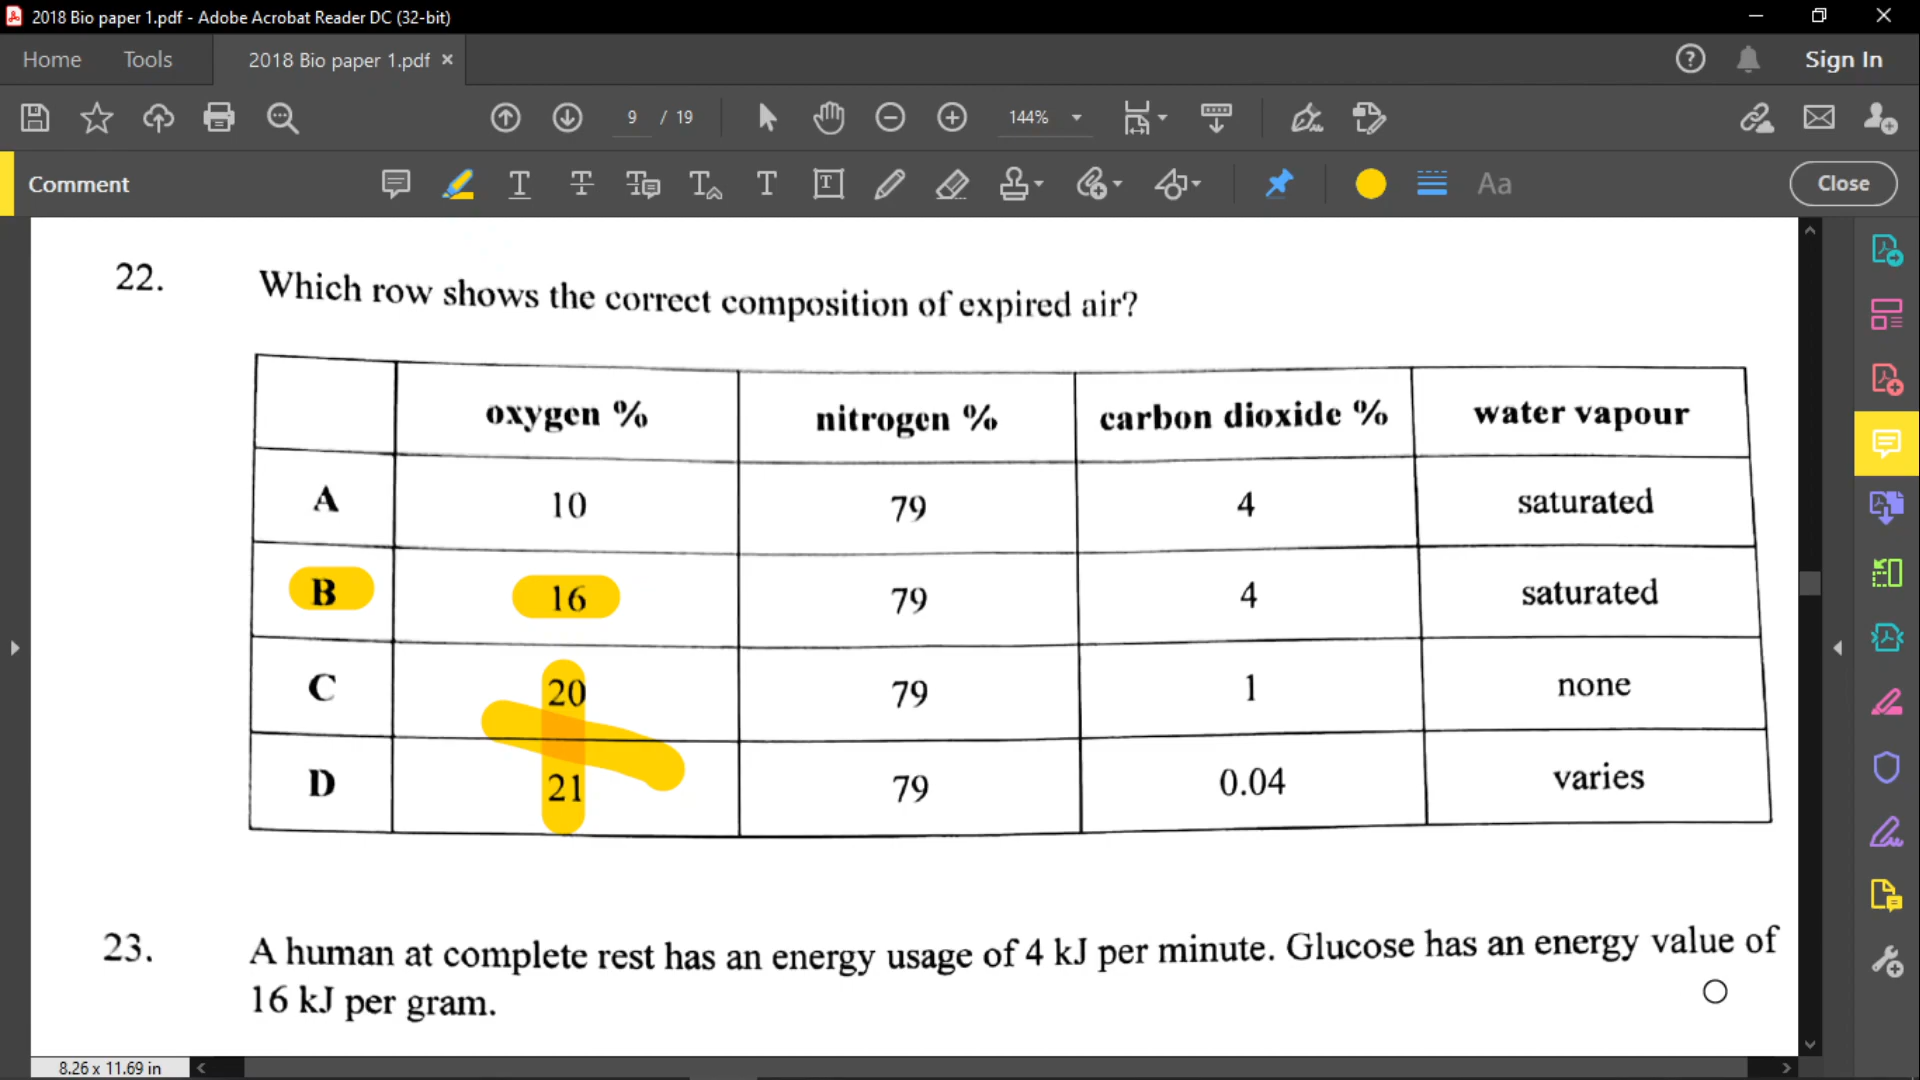 2018 Bio paper 1.pdf - Adobe Acrobat Reader DC (32-bit)
Home Tools 2018 Bio paper 1.pdf × Sign In
9 / 19 144%
Comment Aa Close
22. Which row shows the correct composition of expired air?
oxygen % nitrogen % carbon dioxide % water vapour
A 10 79 4 saturated
B 16 79 4 saturated
C 20 79 1 none
D 21 79 0.04 varies
23. A human at complete rest has an energy usage of 4 kJ per minute. Glucose has an energy value of
16 kJ per gram.
8.26 x 11.69 in